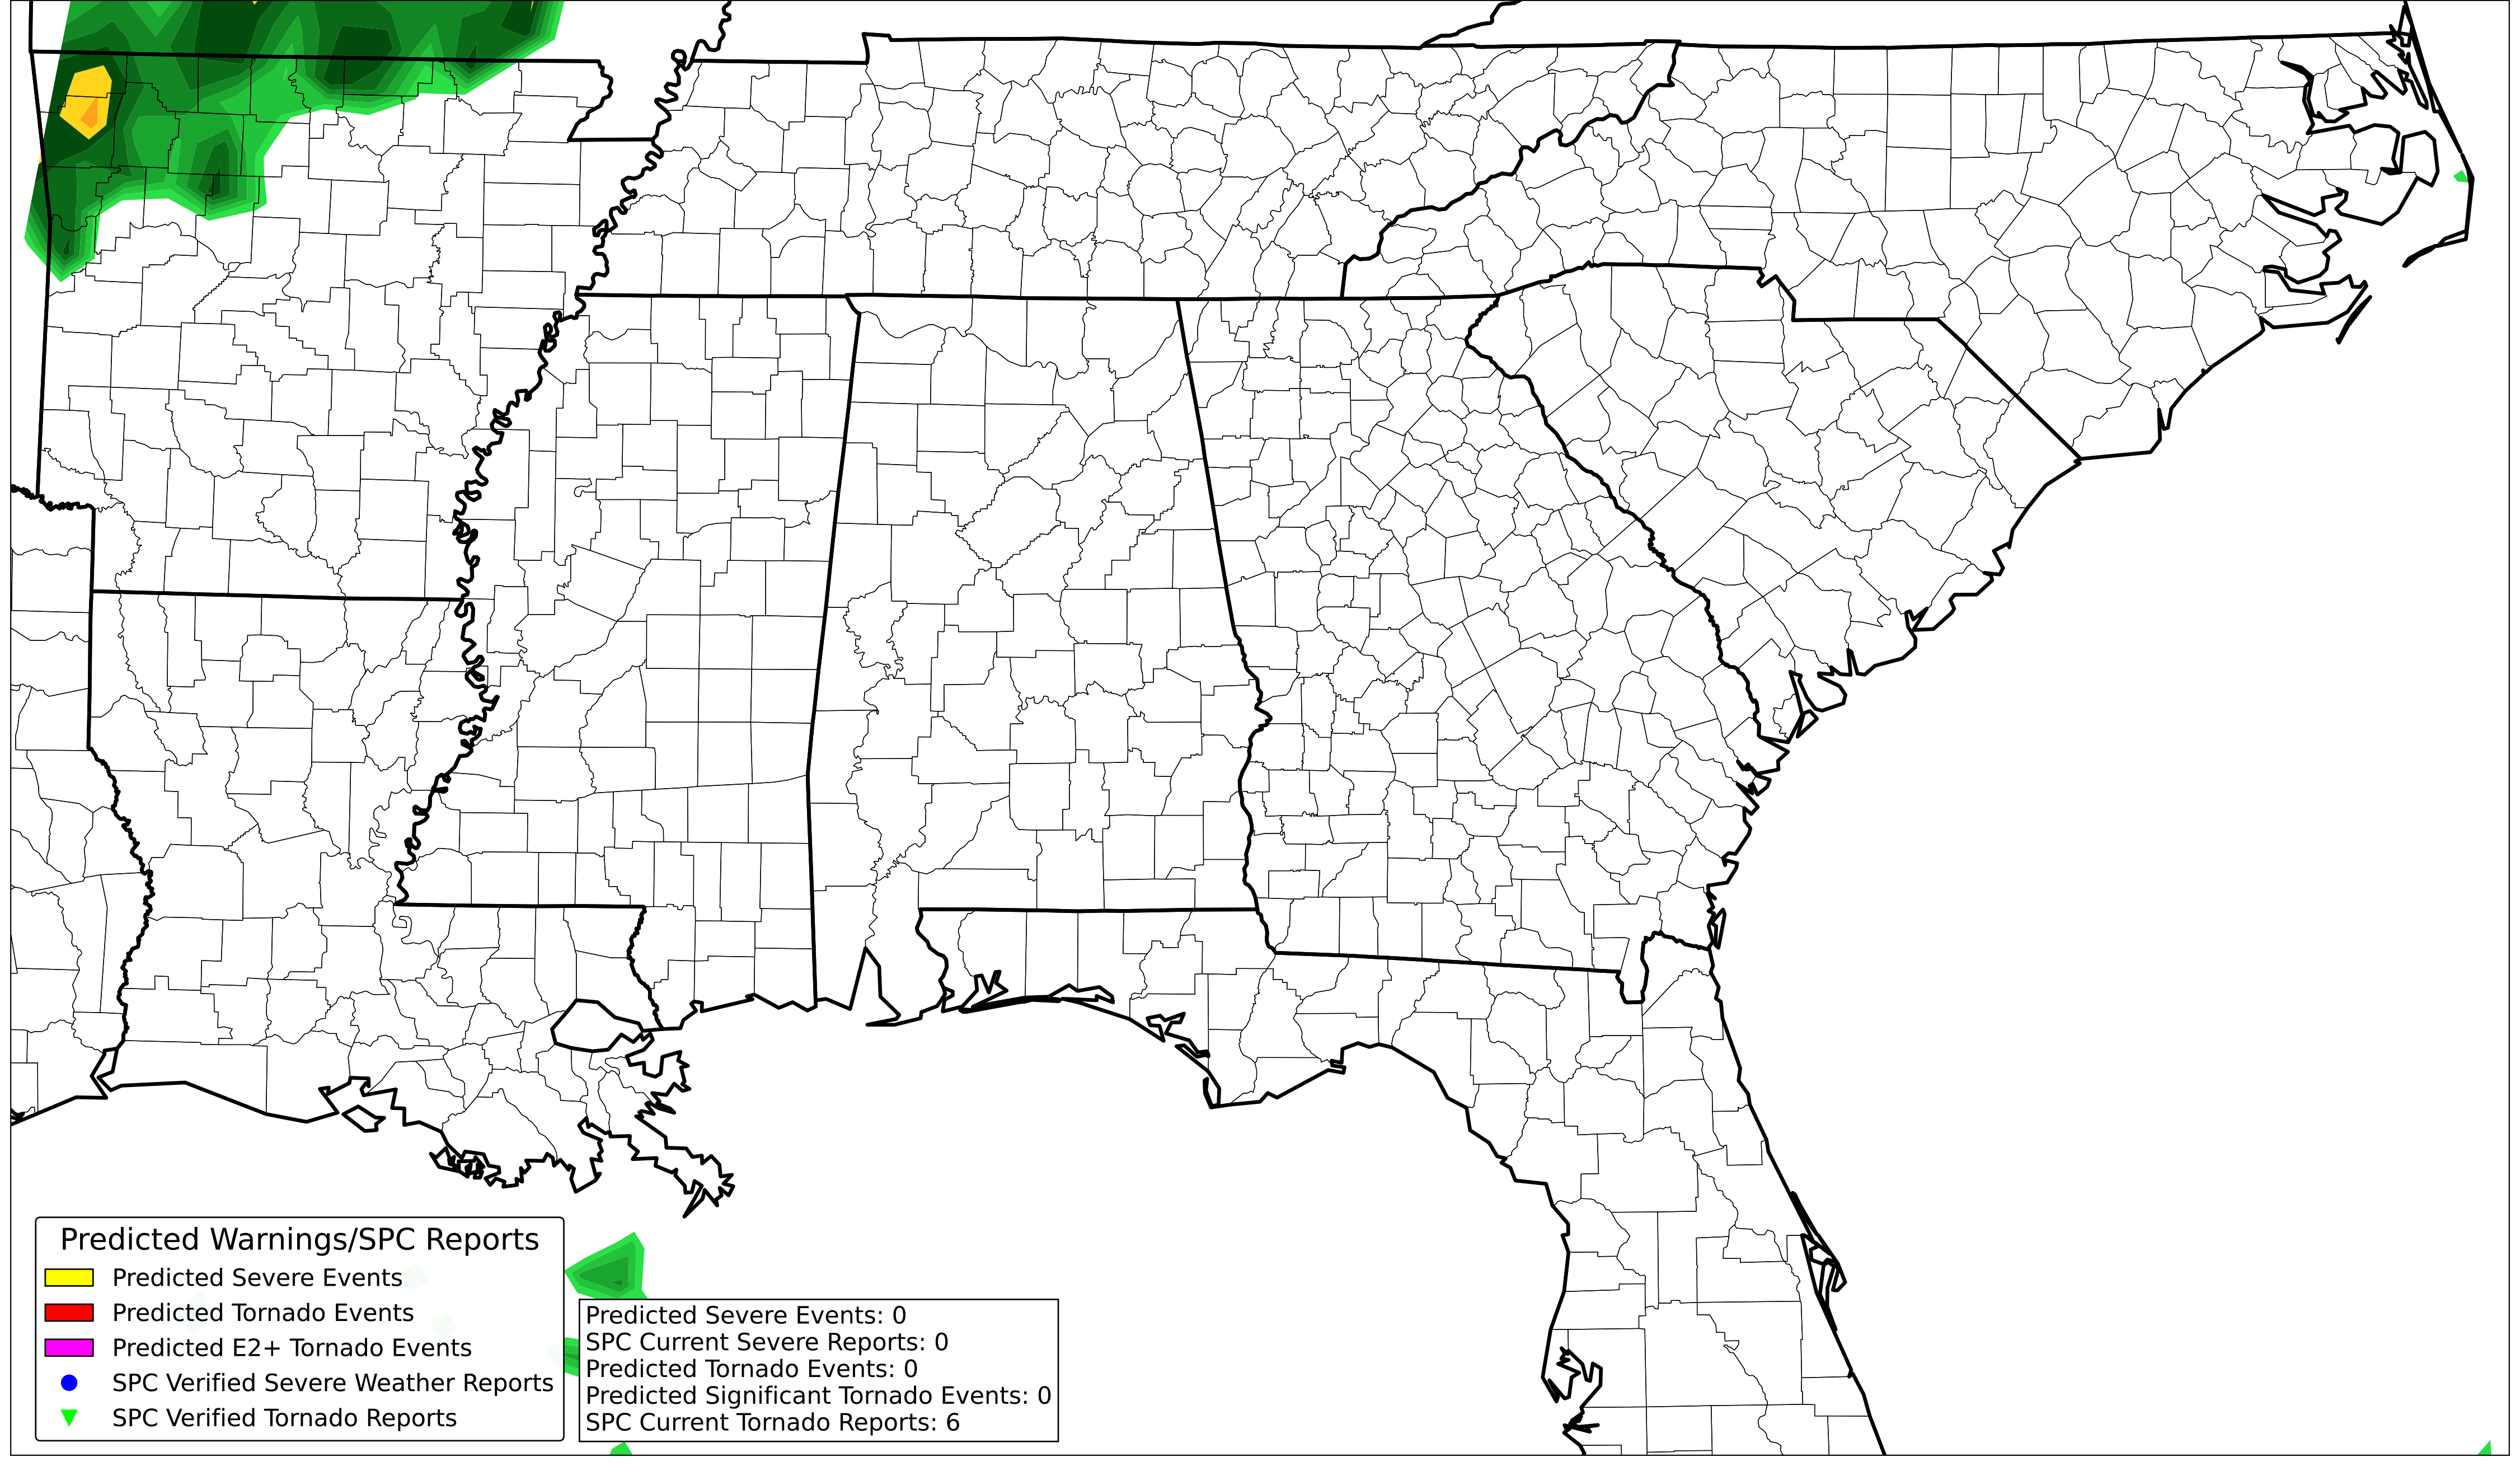 Predicted Warnings/SPC Reports
Predicted Severe Events
Predicted Tornado Events
Predicted E2+ Tornado Events
SPC Verified Severe Weather Reports
SPC Verified Tornado Reports
Predicted Severe Events: 0
SPC Current Severe Reports: 0
Predicted Tornado Events: 0
Predicted Significant Tornado Events: 0
SPC Current Tornado Reports: 6